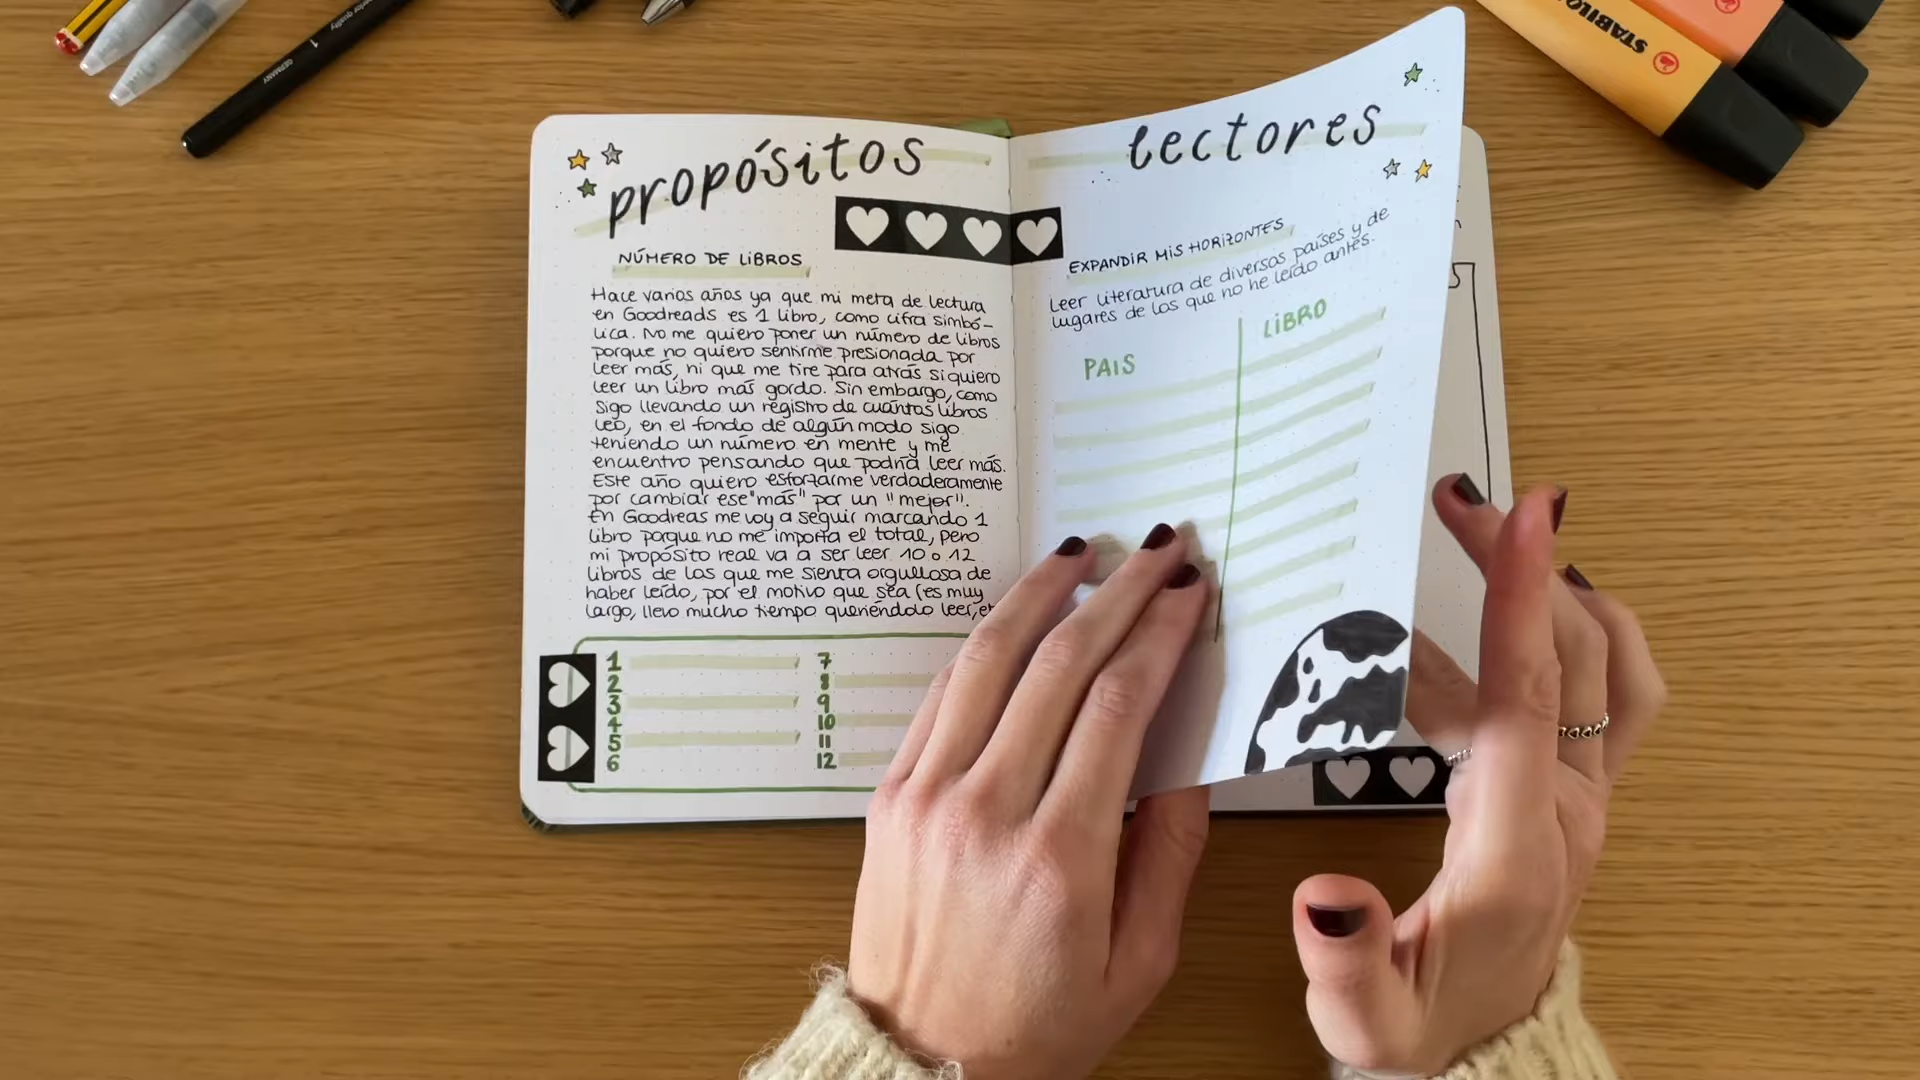 propósitos
NÚMERO DE LIBROS
Hace varios años ya que mi meta de lectura
en Goodreads es 1 libro, como cifra simbó-
lica. No me quiero poner un número de libros
porque no quiero sentirme presionada por
leer más, ni que me tire para atrás si quiero
leer un libro más gordo. Sin embargo, como
sigo llevando un registro de cuántos libros
leo, en el fondo de algún modo sigo
teniendo un número en mente y me
encuentro pensando que podría leer más.
Este año quiero esforzarme verdaderamente
por cambiar ese "más" por un "mejor".
En Goodreas me voy a seguir marcando 1
libro porque no me importa el total, pero
mi propósito real va a ser leer 10 o 12
libros de los que me sienta orgullosa de
haber leído, por el motivo que sea (es muy
largo, llevo mucho tiempo queriéndolo leer, et
1
2
3
4
5
6
7
8
9
10
11
12
lectores
EXPANDIR MIS HORIZONTES
Leer literatura de diversos países y de
lugares de los que no he leído antes.
PAIS
LIBRO
STABILO
GERMANY
1